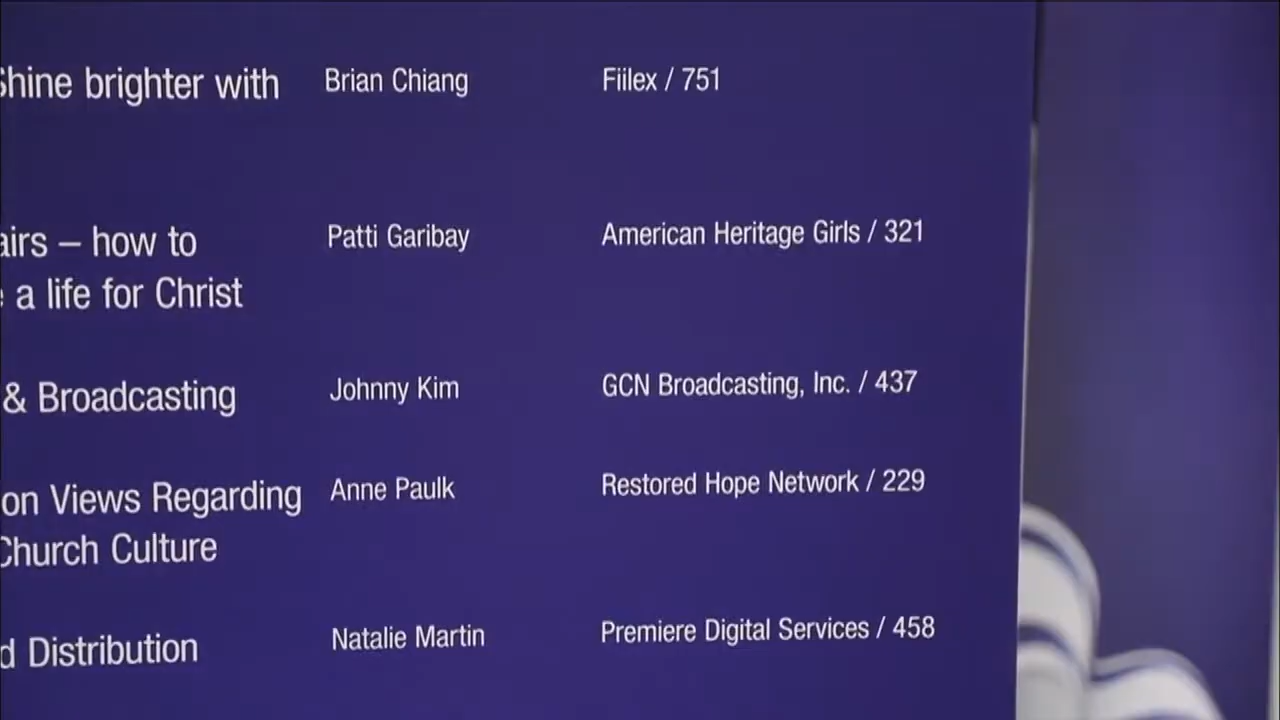 Shine brighter with Brian Chiang Fiilex / 751
airs – how to Patti Garibay American Heritage Girls / 321
a life for Christ
& Broadcasting Johnny Kim GCN Broadcasting, Inc. / 437
on Views Regarding Anne Paulk Restored Hope Network / 229
Church Culture
d Distribution Natalie Martin Premiere Digital Services / 458